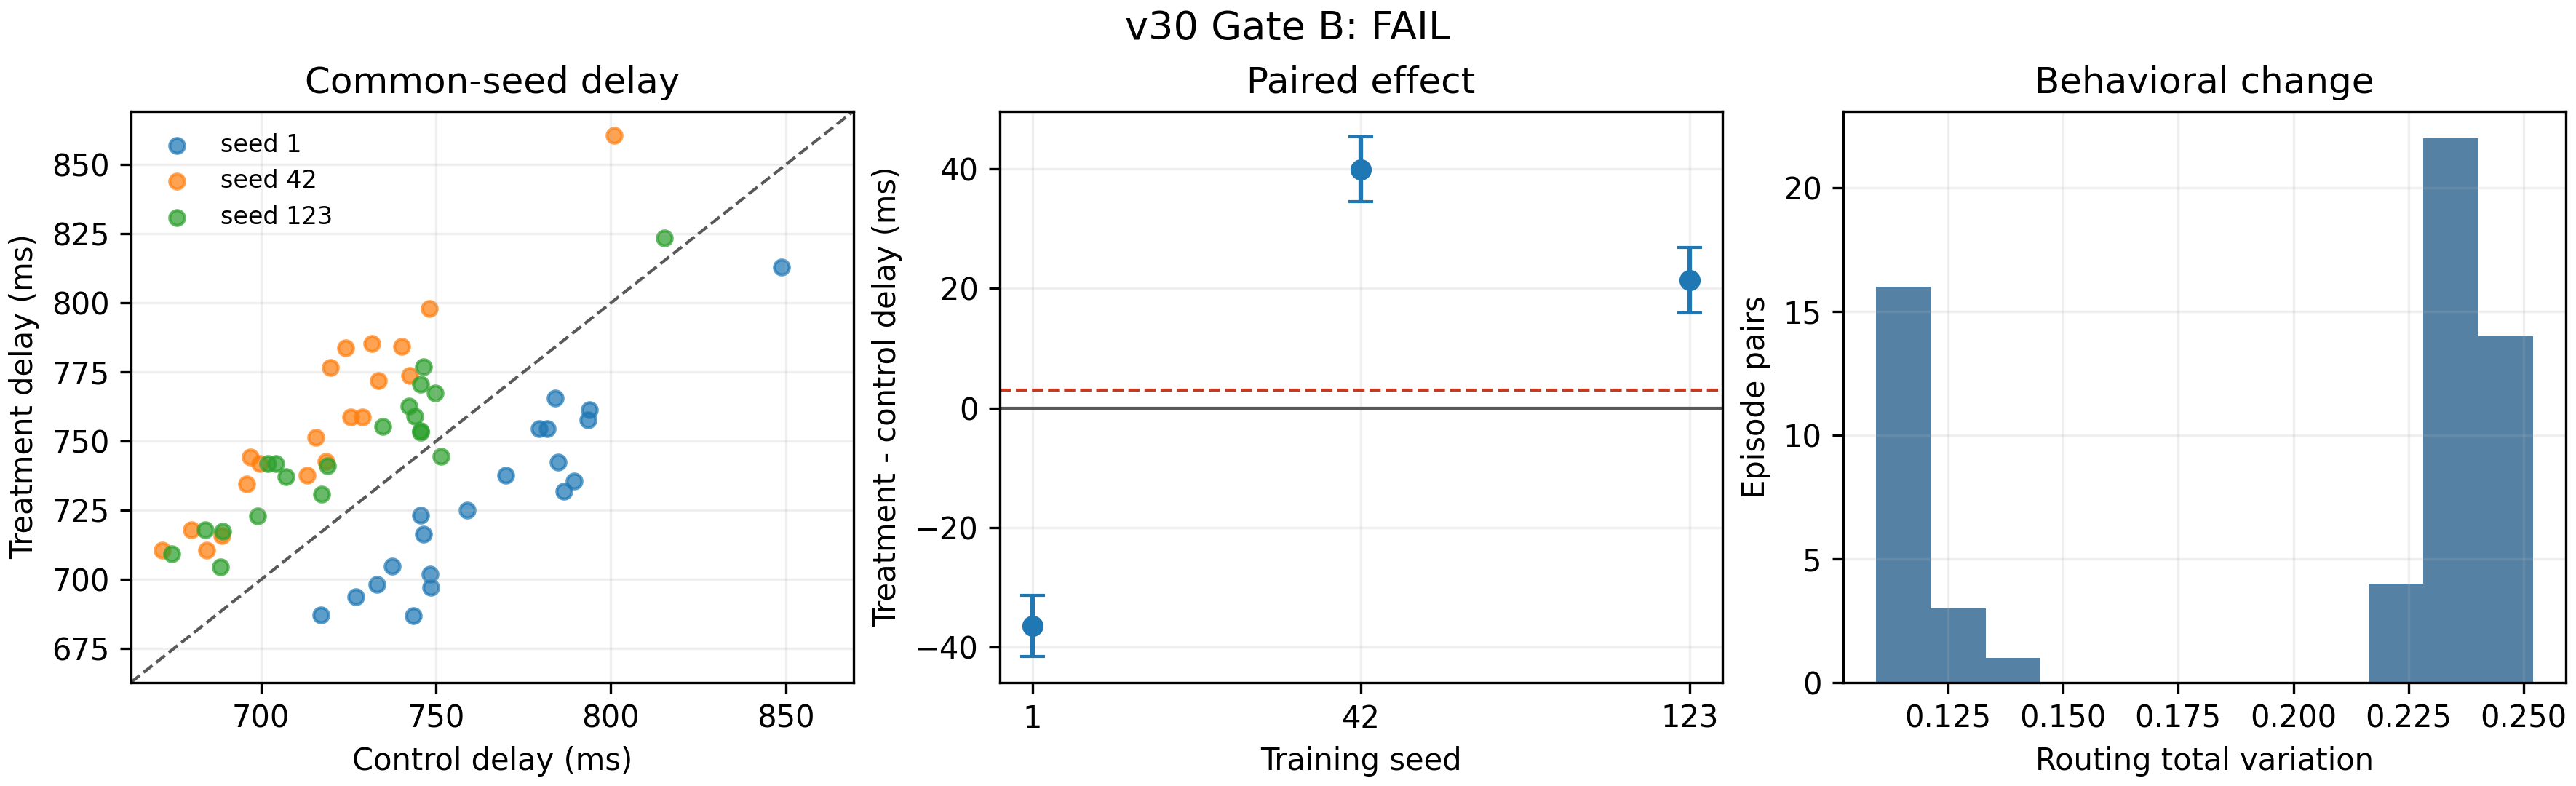 v30 Gate B: FAIL
Common-seed delay
Treatment delay (ms)
850
825
800
775
750
725
700
675
seed 1
seed 42
seed 123
700 750 800 850
Control delay (ms)
Paired effect
Treatment - control delay (ms)
40
20
0
−20
−40
1 42 123
Training seed
Behavioral change
Episode pairs
20
15
10
5
0
0.125 0.150 0.175 0.200 0.225 0.250
Routing total variation